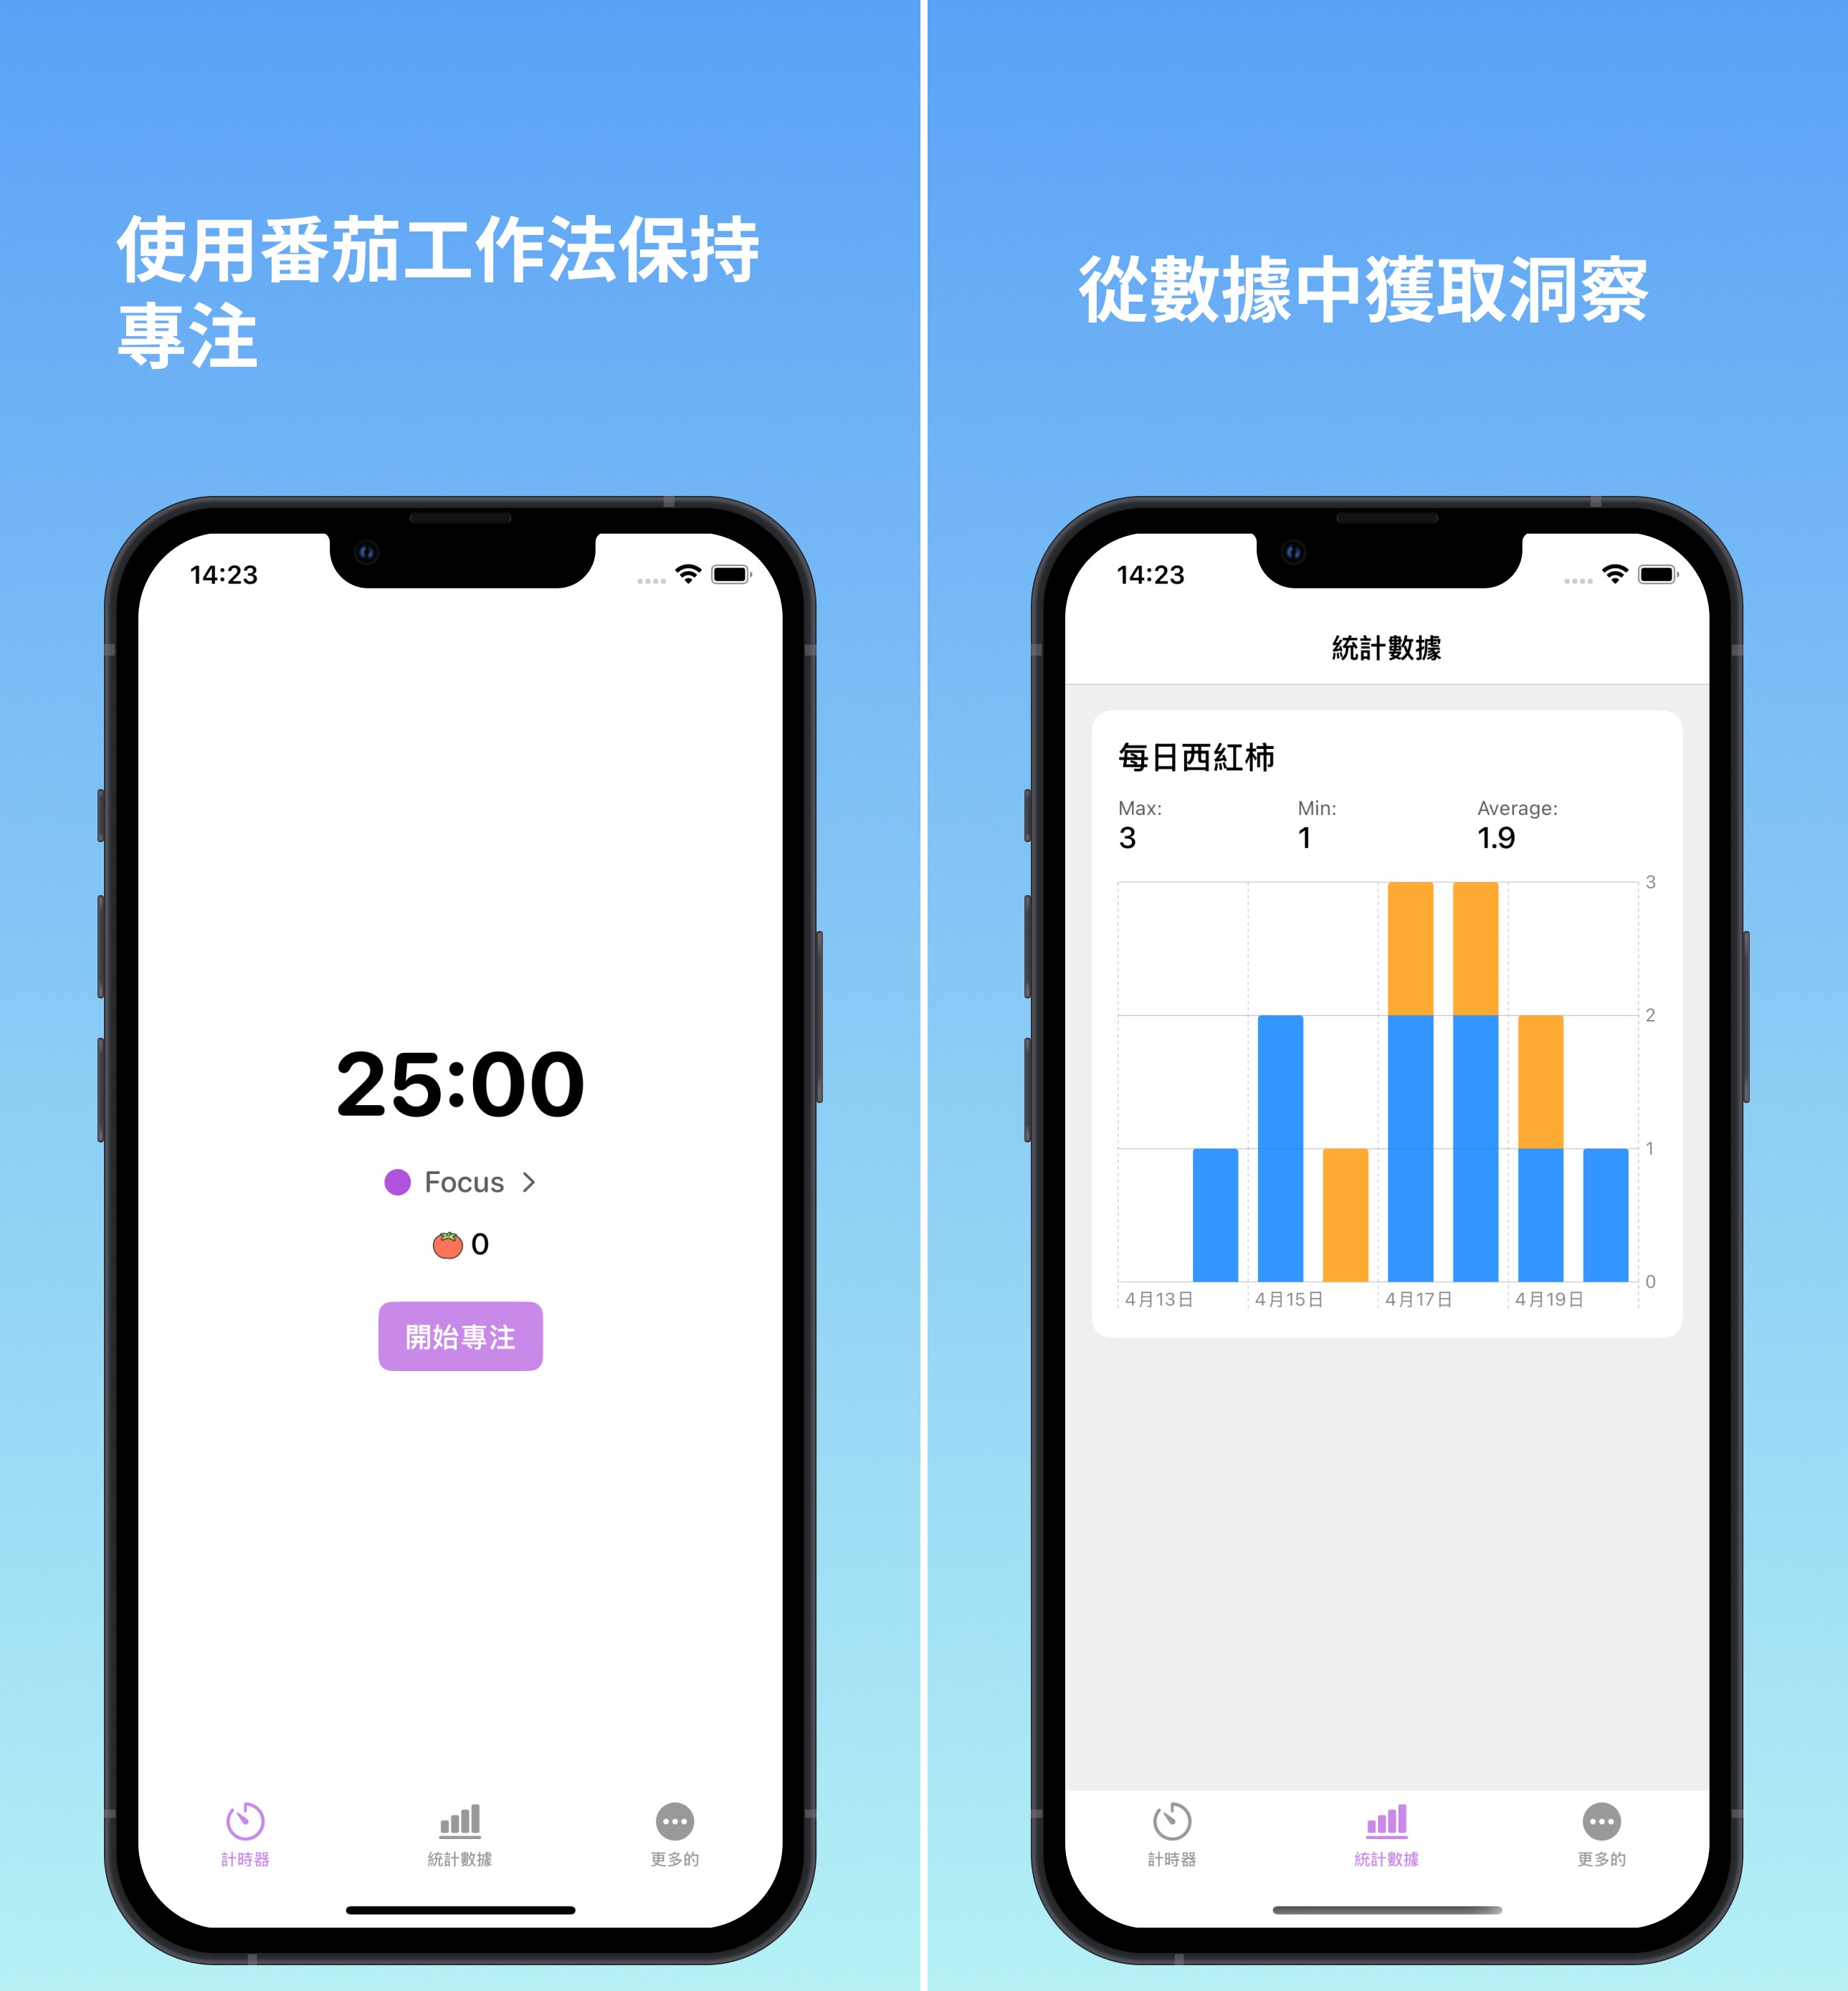 使用番茄工作法保持
專注
14:23
25:00
Focus
0
開始專注
計時器
統計數據
更多的
從數據中獲取洞察
14:23
統計數據
每日西紅柿
Max:
Min:
Average:
3
1
1.9
3
2
1
0
4月13日
4月15日
4月17日
4月19日
計時器
統計數據
更多的